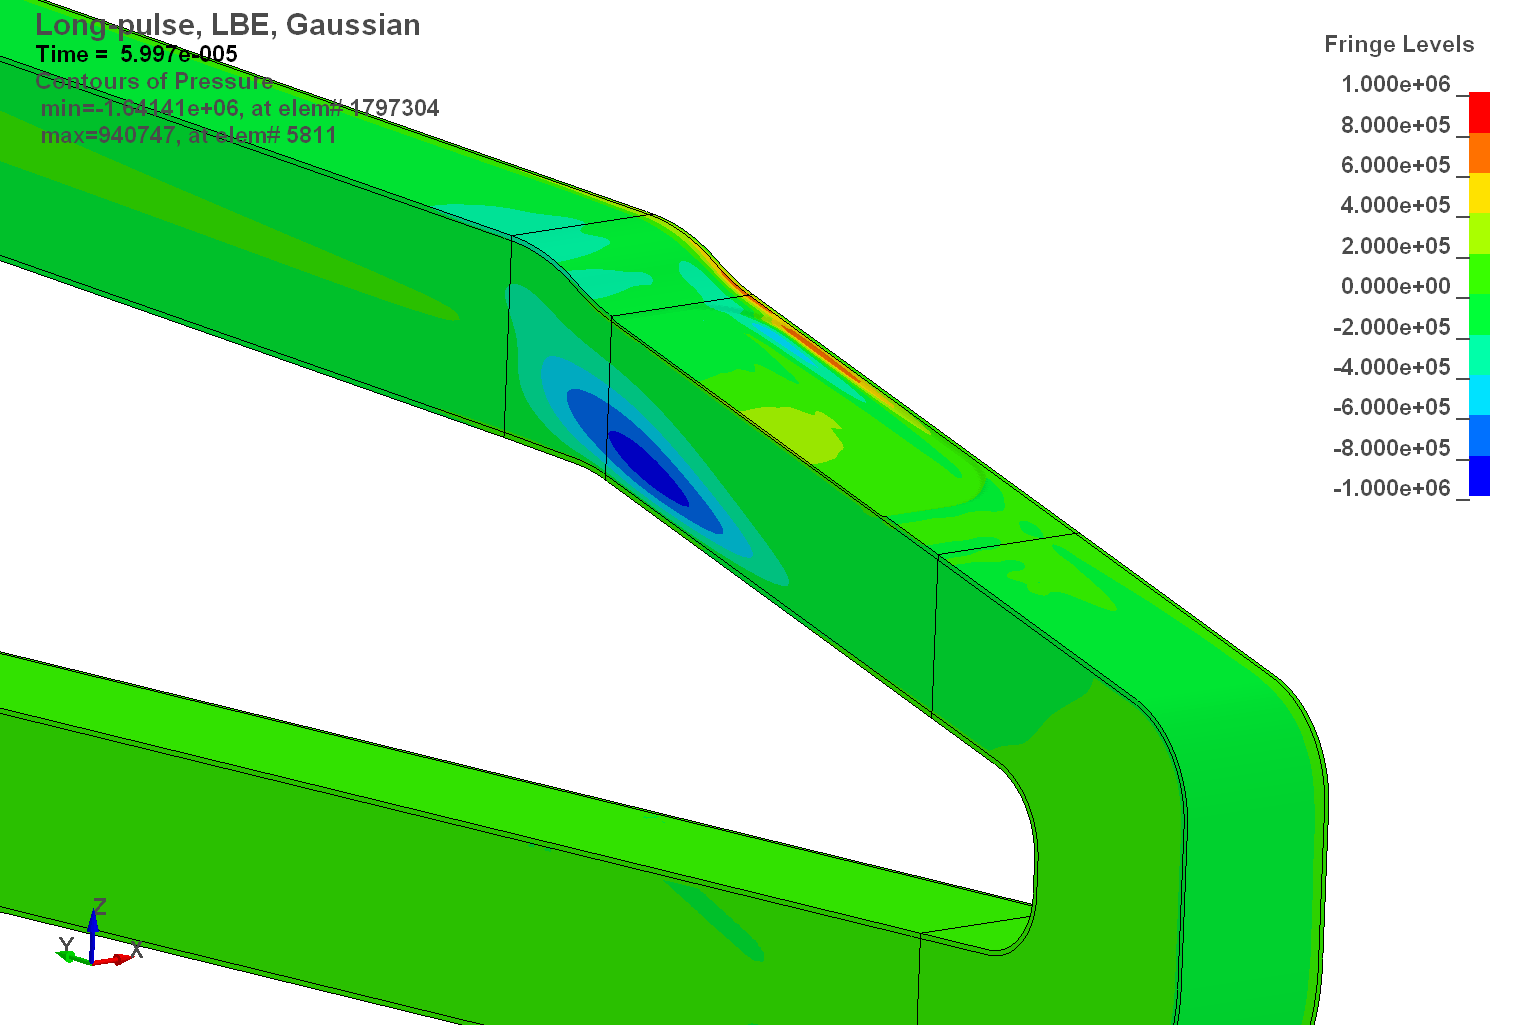 Long-pulse, LBE, Gaussian
Time = 5.997e-005
Contours of Pressure
min=-1.64141e+06, at elem# 1797304
max=940747, at elem# 5811
Fringe Levels
1.000e+06
8.000e+05
6.000e+05
4.000e+05
2.000e+05
0.000e+00
-2.000e+05
-4.000e+05
-6.000e+05
-8.000e+05
-1.000e+06
Z
Y X